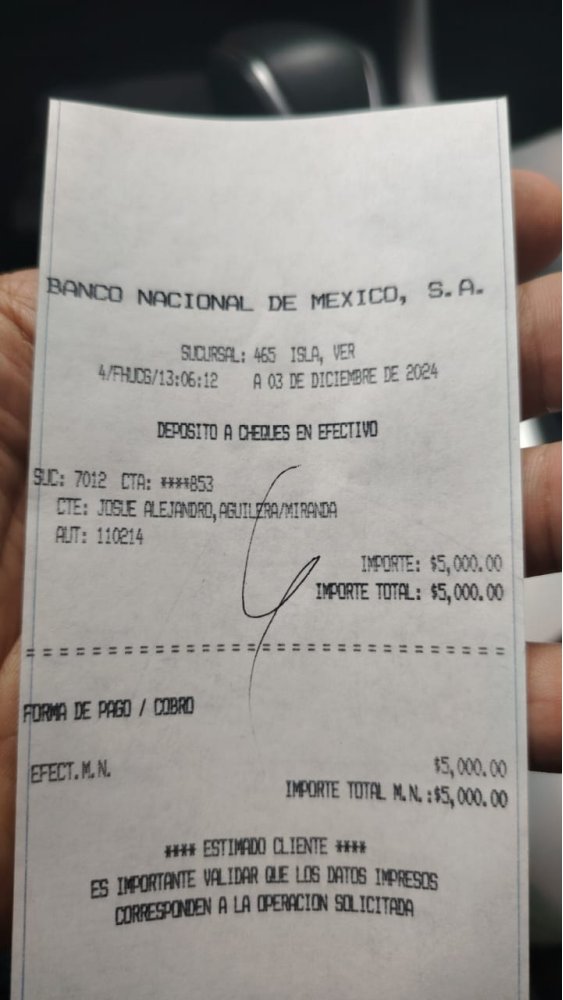 BANCO NACIONAL DE MEXICO, S.A.
SUCURSAL: 465 ISLA, VER
4/FHJCG/13:06:12 A 03 DE DICIEMBRE DE 2024
DEPOSITO A CHEQUES EN EFECTIVO
SUC: 7012 CTA: ****853
CTE: JOSUE ALEJANDRO,AGUILERA/MIRANDA
AUT: 110214
IMPORTE: $5,000.00
IMPORTE TOTAL: $5,000.00
================================
FORMA DE PAGO / COBRO
EFECT.M.N. $5,000.00
IMPORTE TOTAL M.N.:$5,000.00
**** ESTIMADO CLIENTE ****
ES IMPORTANTE VALIDAR QUE LOS DATOS IMPRESOS
CORRESPONDEN A LA OPERACION SOLICITADA